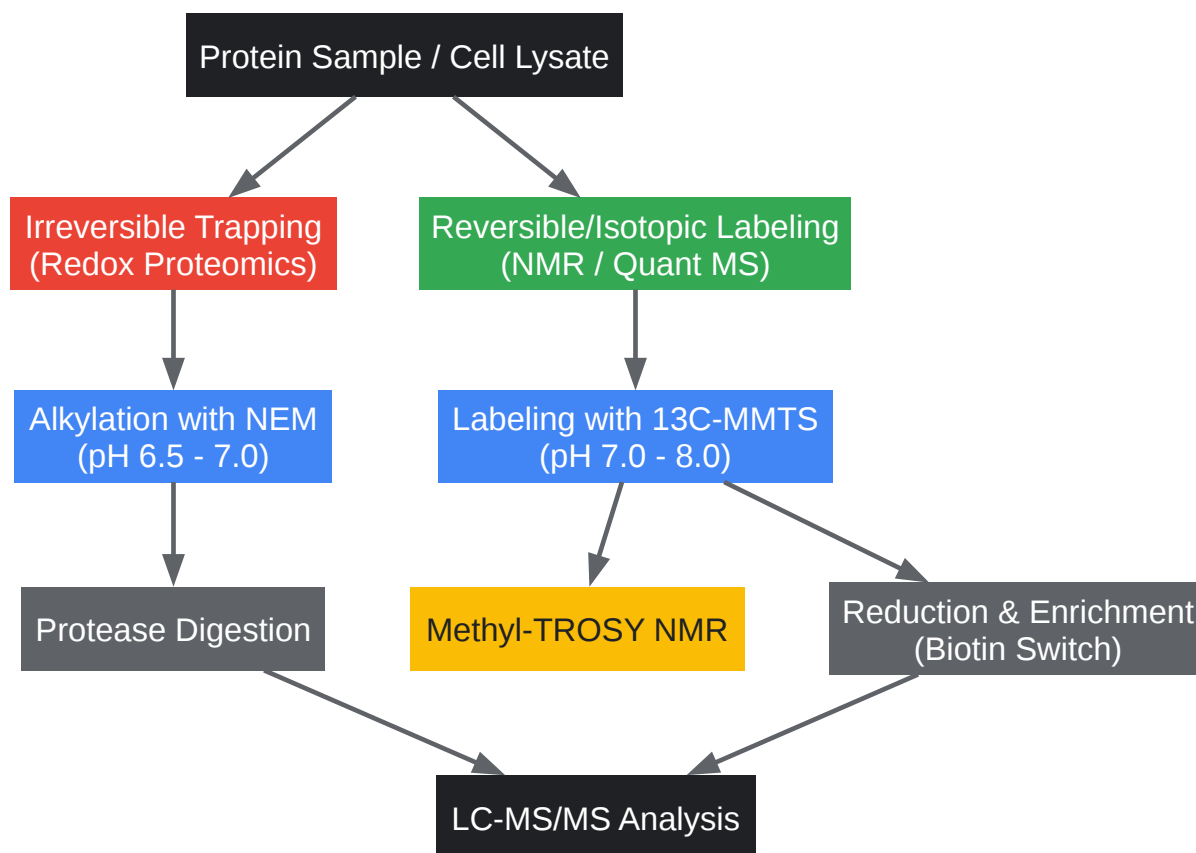 Protein Sample / Cell Lysate
Irreversible Trapping
(Redox Proteomics)
Reversible/Isotopic Labeling
(NMR / Quant MS)
Alkylation with NEM
(pH 6.5 - 7.0)
Labeling with 13C-MMTS
(pH 7.0 - 8.0)
Protease Digestion
Methyl-TROSY NMR
Reduction & Enrichment
(Biotin Switch)
LC-MS/MS Analysis